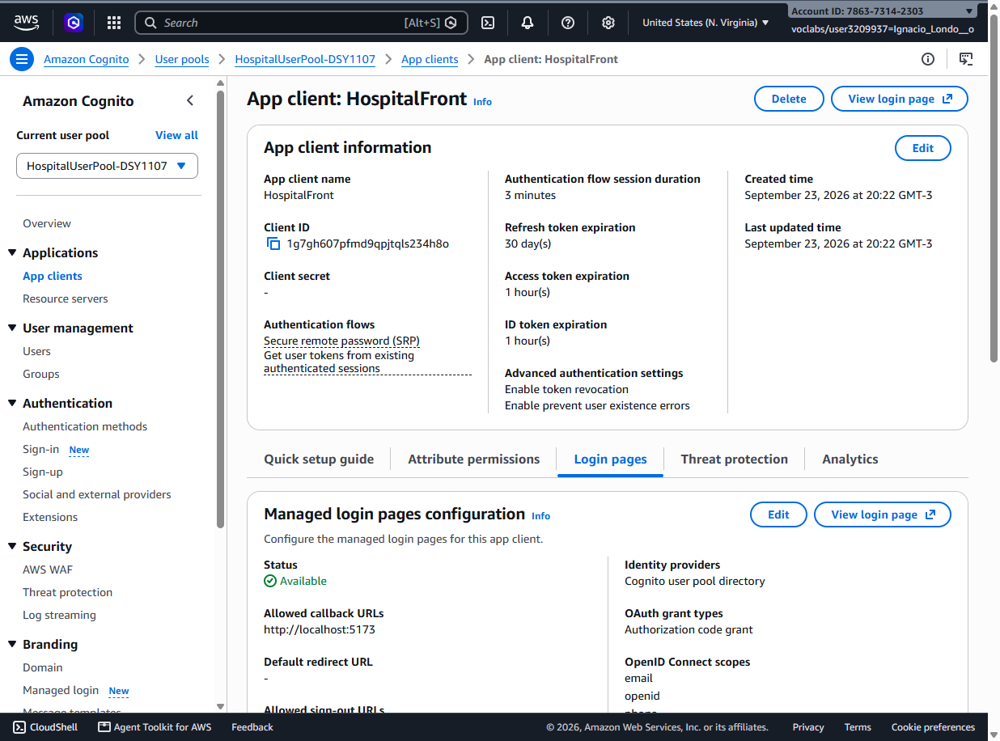 aws
Search
[Alt+S]
United States (N. Virginia)
Account ID: 7863-7314-2303
voclabs/user3209937=Ignacio_Londo__o
Amazon Cognito
User pools
HospitalUserPool-DSY1107
App clients
App client: HospitalFront
Amazon Cognito
Current user pool
View all
HospitalUserPool-DSY1107
Overview
Applications
App clients
Resource servers
User management
Users
Groups
Authentication
Authentication methods
Sign-in New
Sign-up
Social and external providers
Extensions
Security
AWS WAF
Threat protection
Log streaming
Branding
Domain
Managed login New
Message templates
App client: HospitalFront Info
Delete
View login page
App client information
Edit
App client name
HospitalFront
Client ID
1g7gh607pfmd9qpjtqls234h8o
Client secret
-
Authentication flows
Secure remote password (SRP)
Get user tokens from existing
authenticated sessions
Authentication flow session duration
3 minutes
Refresh token expiration
30 day(s)
Access token expiration
1 hour(s)
ID token expiration
1 hour(s)
Advanced authentication settings
Enable token revocation
Enable prevent user existence errors
Created time
September 23, 2026 at 20:22 GMT-3
Last updated time
September 23, 2026 at 20:22 GMT-3
Quick setup guide
Attribute permissions
Login pages
Threat protection
Analytics
Managed login pages configuration Info
Edit
View login page
Configure the managed login pages for this app client.
Status
Available
Allowed callback URLs
http://localhost:5173
Default redirect URL
-
Allowed sign-out URLs
Identity providers
Cognito user pool directory
OAuth grant types
Authorization code grant
OpenID Connect scopes
email
openid
phone
CloudShell
Agent Toolkit for AWS
Feedback
© 2026, Amazon Web Services, Inc. or its affiliates.
Privacy
Terms
Cookie preferences